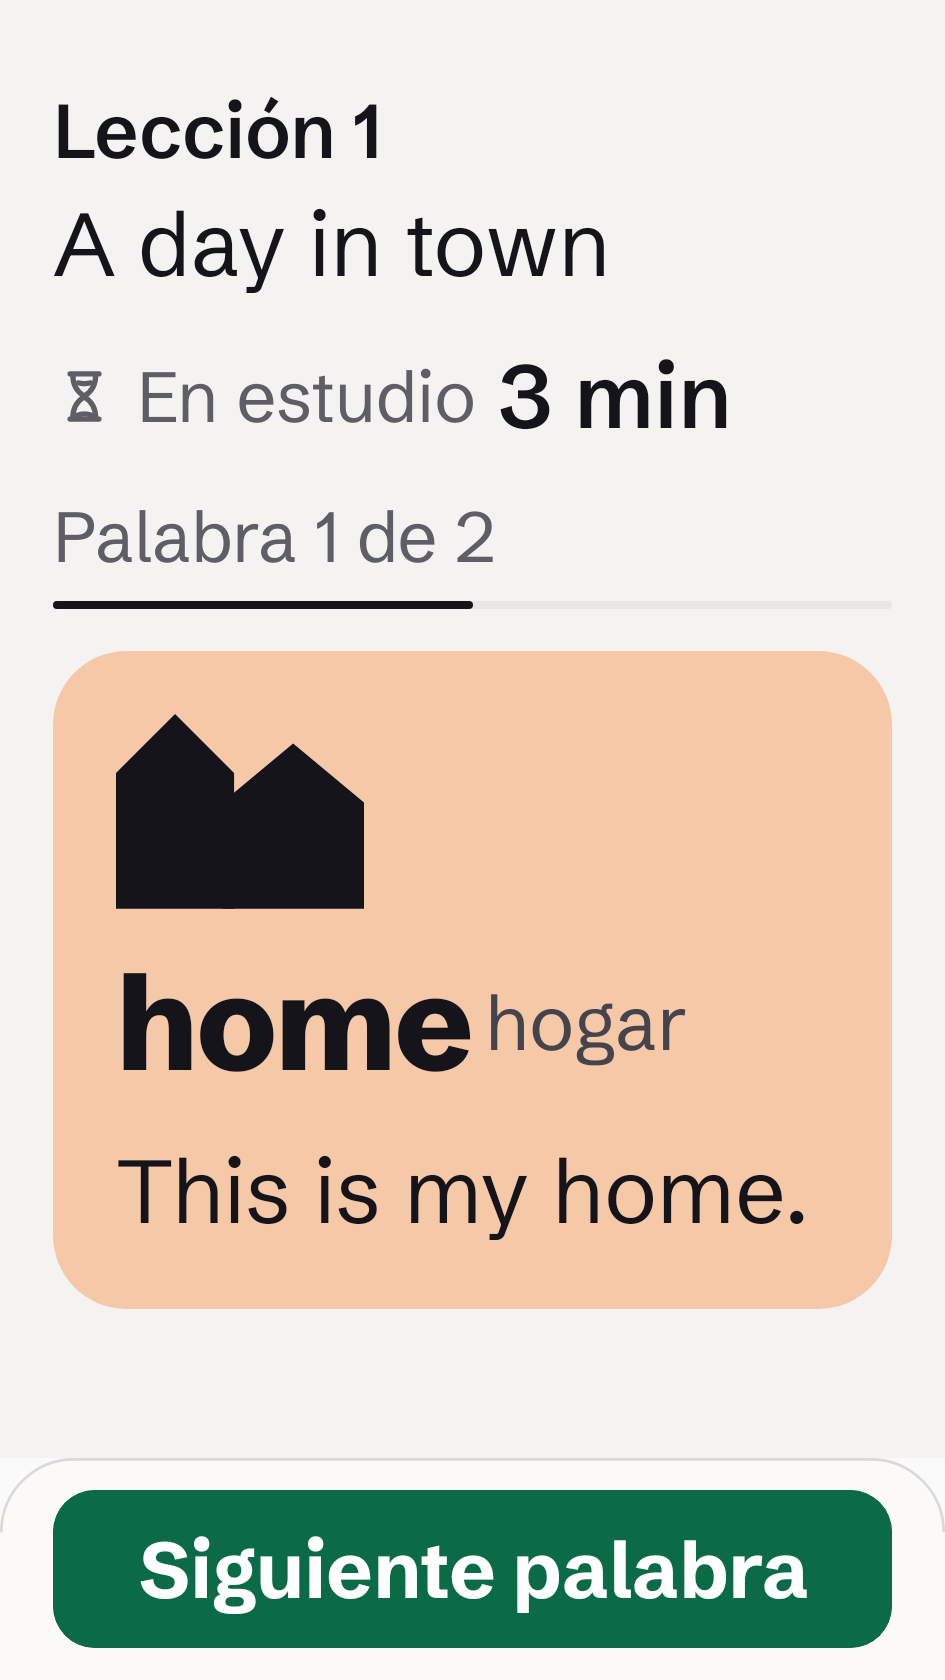 Lección 1
A day in town
En estudio 3 min
Palabra 1 de 2
home hogar
This is my home.
Siguiente palabra